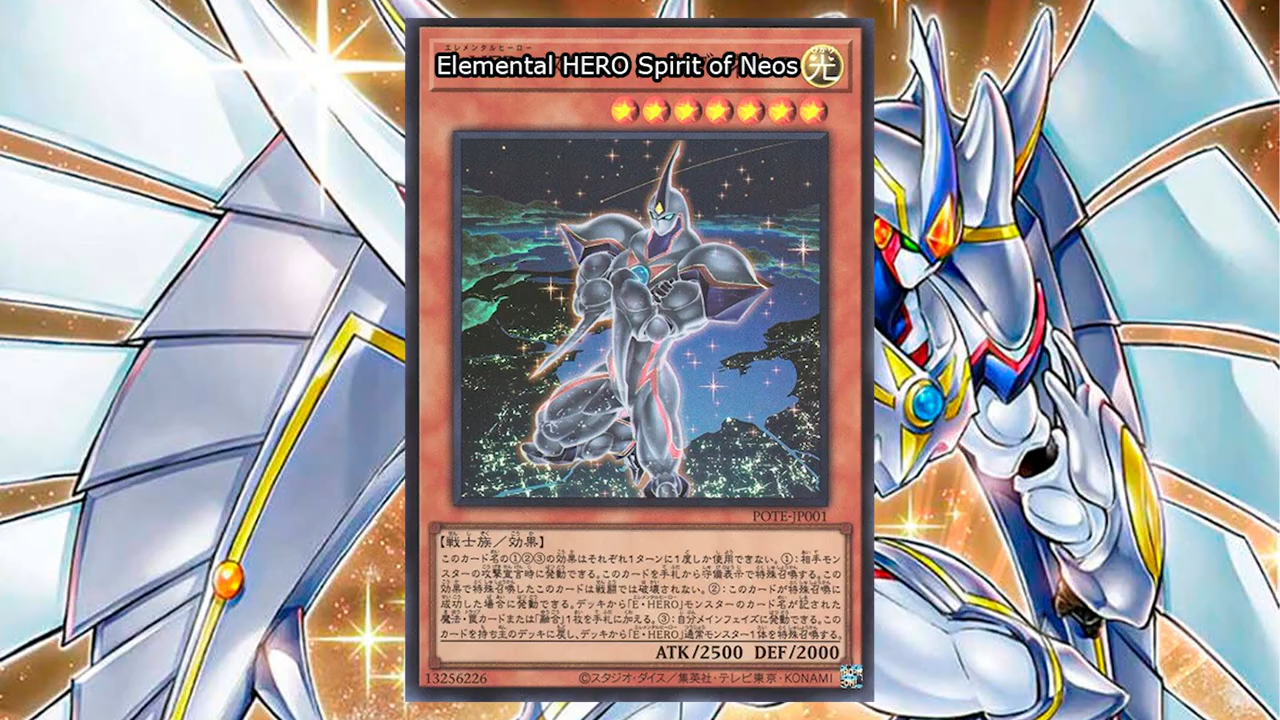 エレメンタルヒーロー
Elemental HERO Spirit of Neos
光
POTE-JP001
【戦士族/効果】
このカード名の①②③の効果はそれぞれ1ターンに1度しか使用できない。①:相手モ
ンスターの攻撃宣言時に発動できる。このカードを手札から守備表示で特殊召喚する。この
効果で特殊召喚したこのカードは戦闘では破壊されない。②:このカードが特殊召喚に
成功した場合に発動できる。デッキから「E・HERO」モンスターのカード名が記された
魔法・罠カードまたは「融合」1枚を手札に加える。③:自分メインフェイズに発動できる。こ
のカードを持ち主のデッキに戻し、デッキから「E・HERO」通常モンスター1体を特殊召喚する。
ATK/2500 DEF/2000
13256226 ©スタジオ・ダイス/集英社・テレビ東京・KONAMI